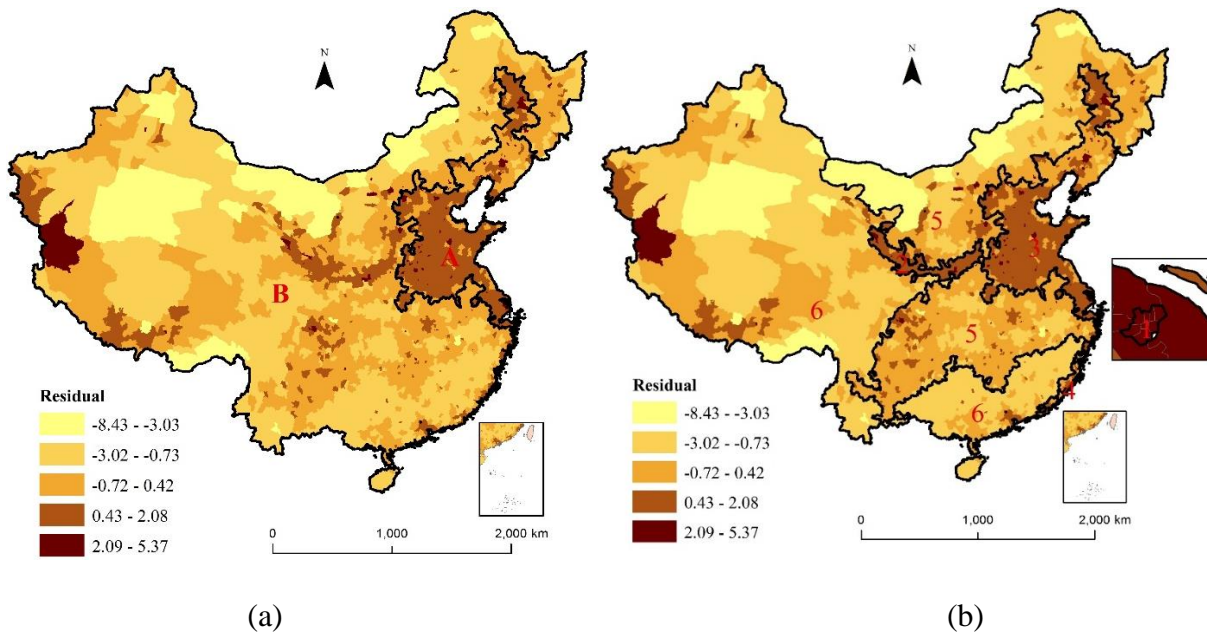 N
A
B
Residual
-8.43 - -3.03
-3.02 - -0.73
-0.72 - 0.42
0.43 - 2.08
2.09 - 5.37
0 1,000 2,000 km
(a)
N
5
2
3
6
5
1
4
6
Residual
-8.43 - -3.03
-3.02 - -0.73
-0.72 - 0.42
0.43 - 2.08
2.09 - 5.37
0 1,000 2,000 km
(b)